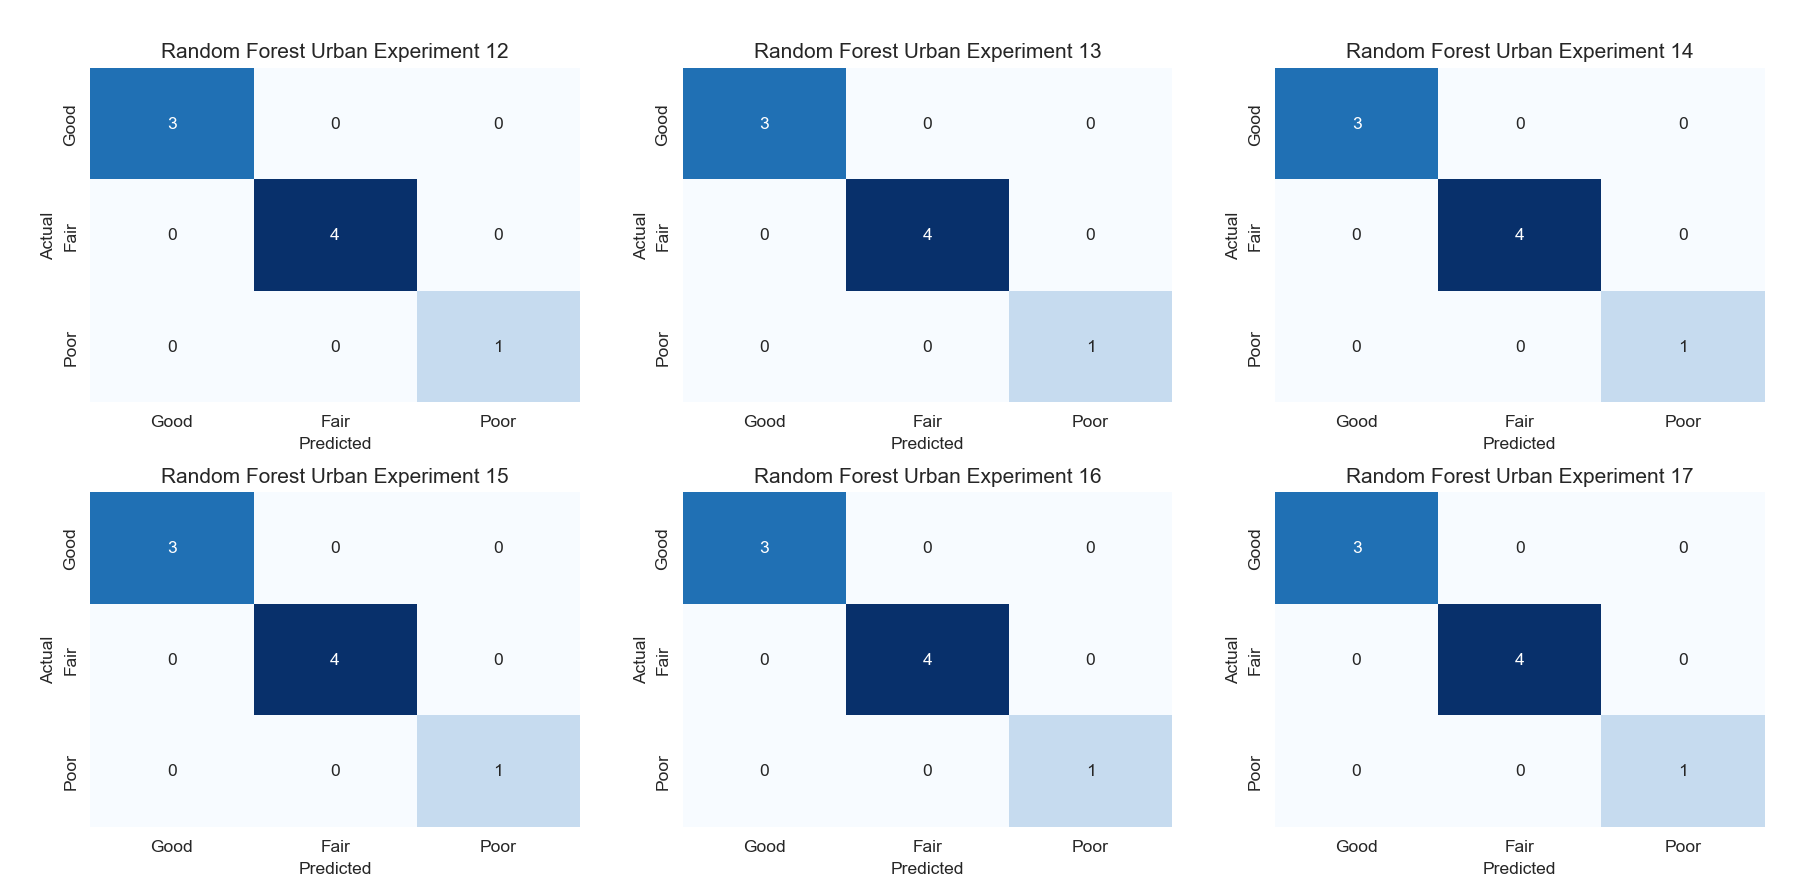 Random Forest Urban Experiment 12
Actual
Good
3 0 0
Fair
0 4 0
Poor
0 0 1
Good Fair Poor
Predicted
Random Forest Urban Experiment 13
Actual
Good
3 0 0
Fair
0 4 0
Poor
0 0 1
Good Fair Poor
Predicted
Random Forest Urban Experiment 14
Actual
Good
3 0 0
Fair
0 4 0
Poor
0 0 1
Good Fair Poor
Predicted
Random Forest Urban Experiment 15
Actual
Good
3 0 0
Fair
0 4 0
Poor
0 0 1
Good Fair Poor
Predicted
Random Forest Urban Experiment 16
Actual
Good
3 0 0
Fair
0 4 0
Poor
0 0 1
Good Fair Poor
Predicted
Random Forest Urban Experiment 17
Actual
Good
3 0 0
Fair
0 4 0
Poor
0 0 1
Good Fair Poor
Predicted